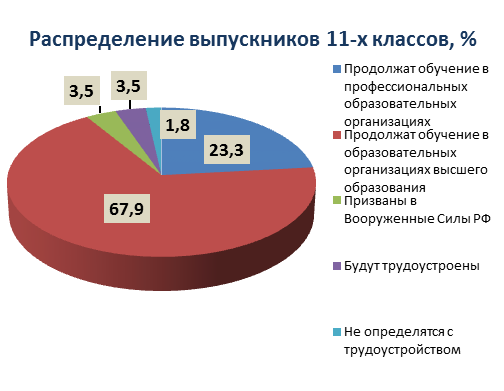 Распределение выпускников 11-х классов, %
3,5
3,5
1,8
23,3
67,9
Продолжат обучение в
профессиональных
образовательных
организациях
Продолжат обучение в
образовательных
организациях высшего
образования
Призваны в
Вооруженные Силы РФ
Будут трудоустроены
Не определятся с
трудоустройством